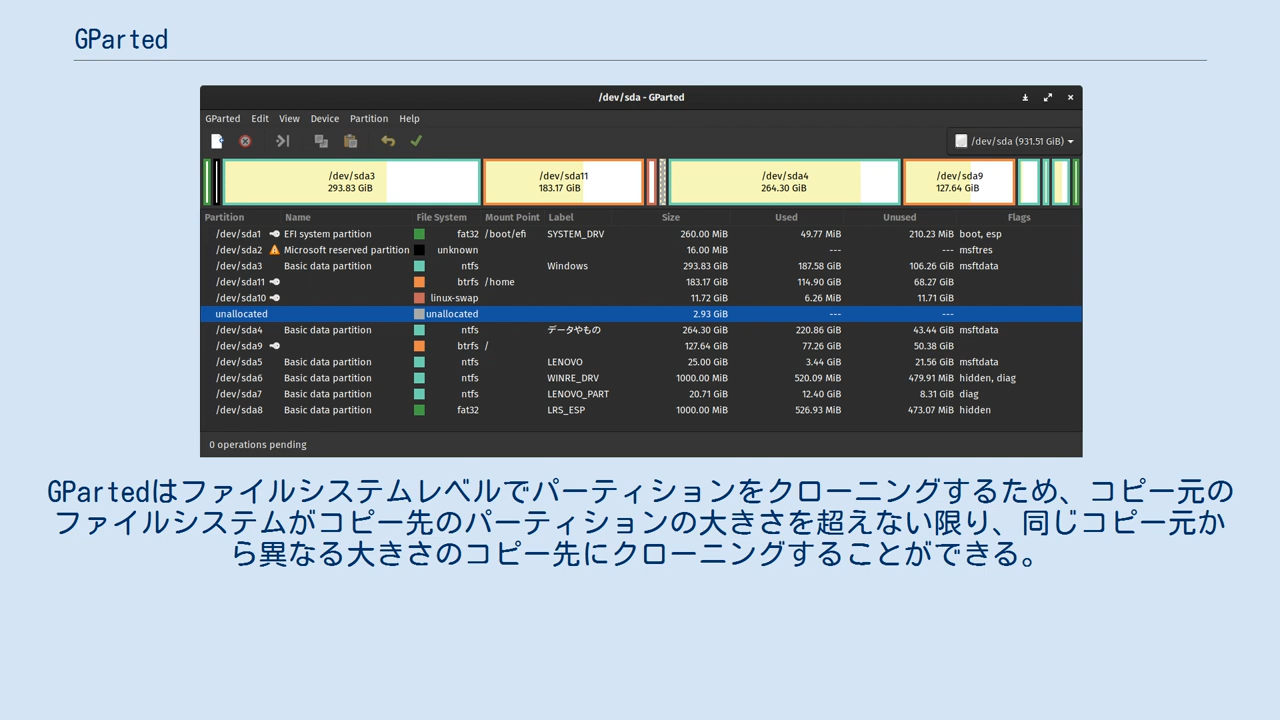 GParted
/dev/sda - GParted
GParted Edit View Device Partition Help
/dev/sda (931.51 GiB)
/dev/sda3 /dev/sda11 /dev/sda4 /dev/sda9
293.83 GiB 183.17 GiB 264.30 GiB 127.64 GiB
Partition Name File System Mount Point Label Size Used Unused Flags
/dev/sda1 EFI system partition fat32 /boot/efi SYSTEM_DRV 260.00 MiB 49.77 MiB 210.23 MiB boot, esp
/dev/sda2 Microsoft reserved partition unknown 16.00 MiB --- --- msftres
/dev/sda3 Basic data partition ntfs Windows 293.83 GiB 187.58 GiB 106.26 GiB msftdata
/dev/sda11 btrfs /home 183.17 GiB 114.90 GiB 68.27 GiB
/dev/sda10 linux-swap 11.72 GiB 6.26 MiB 11.71 GiB
unallocated unallocated 2.93 GiB --- ---
/dev/sda4 Basic data partition ntfs データやもの 264.30 GiB 220.86 GiB 43.44 GiB msftdata
/dev/sda9 btrfs / 127.64 GiB 77.26 GiB 50.38 GiB
/dev/sda5 Basic data partition ntfs LENOVO 25.00 GiB 3.44 GiB 21.56 GiB msftdata
/dev/sda6 Basic data partition ntfs WINRE_DRV 1000.00 MiB 520.09 MiB 479.91 MiB hidden, diag
/dev/sda7 Basic data partition ntfs LENOVO_PART 20.71 GiB 12.40 GiB 8.31 GiB diag
/dev/sda8 Basic data partition fat32 LRS_ESP 1000.00 MiB 526.93 MiB 473.07 MiB hidden
0 operations pending
GPartedはファイルシステムレベルでパーティションをクローニングするため、コピー元の
ファイルシステムがコピー先のパーティションの大きさを超えない限り、同じコピー元か
ら異なる大きさのコピー先にクローニングすることができる。